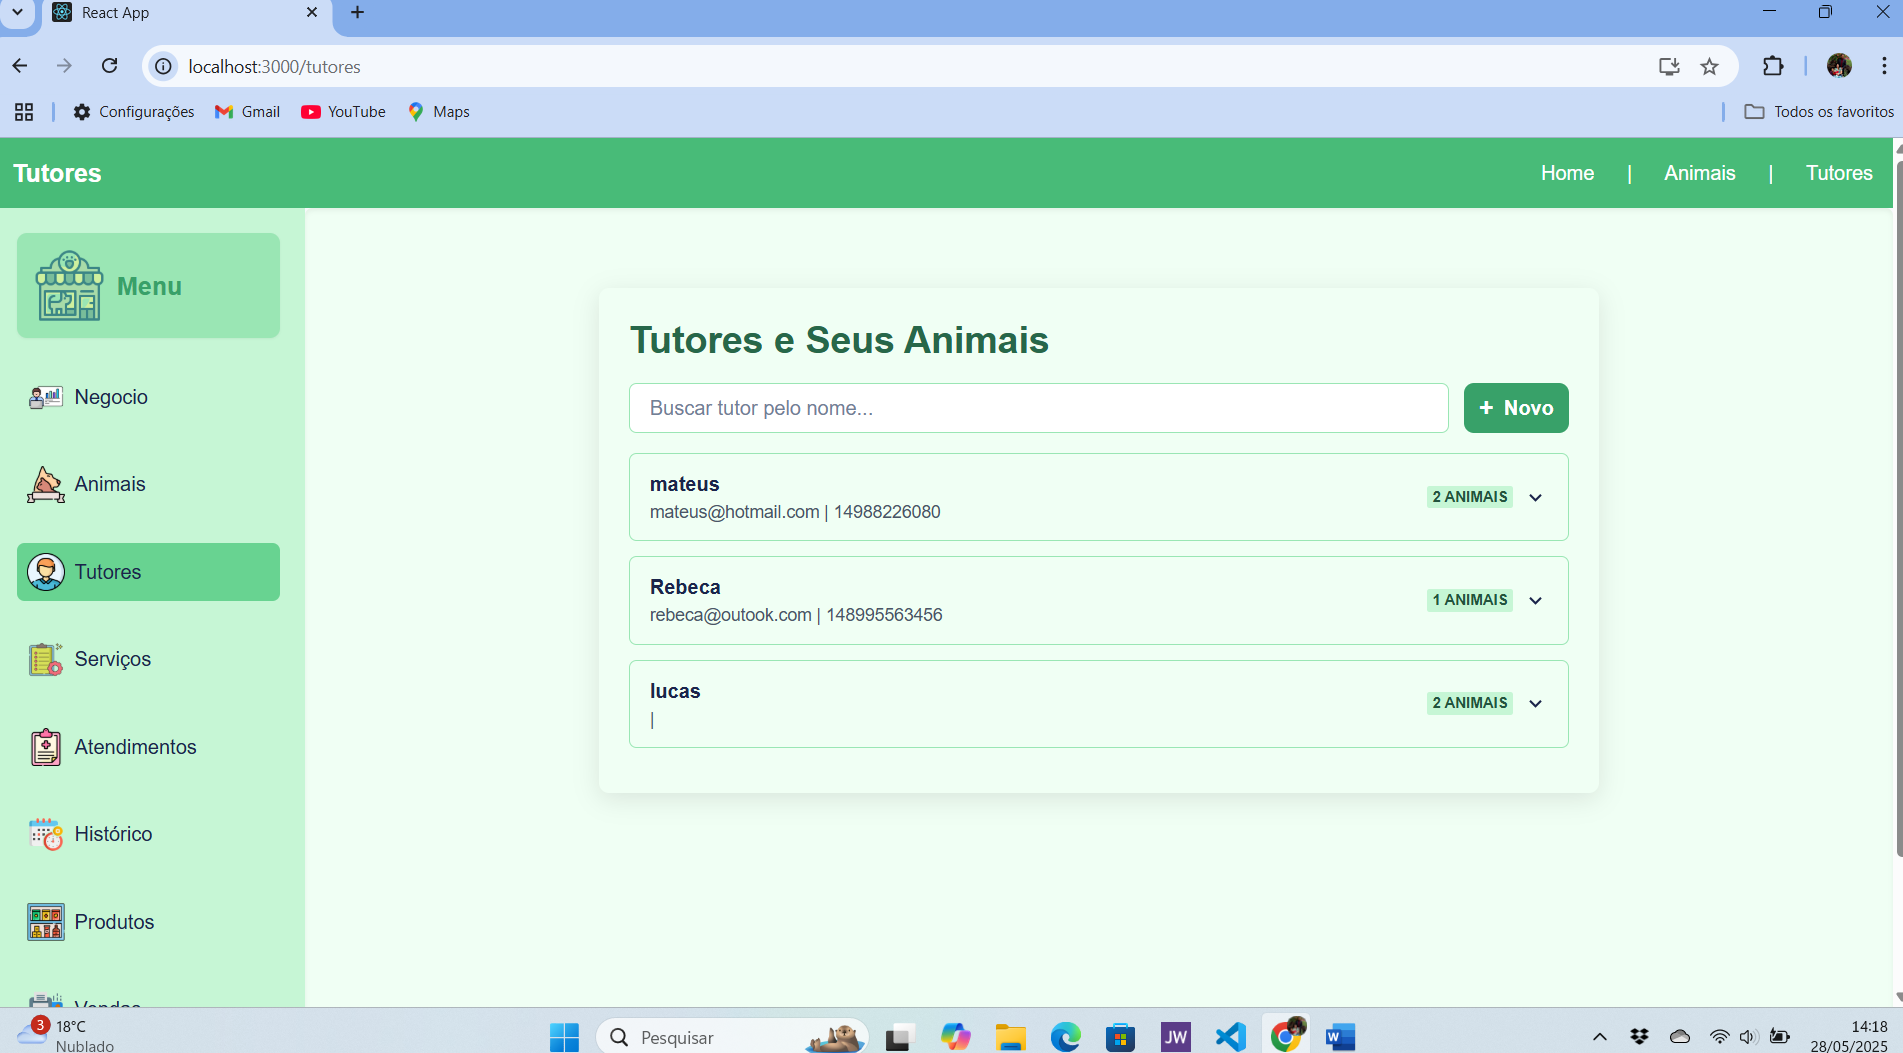 React App
localhost:3000/tutores
Configurações
Gmail
YouTube
Maps
Todos os favoritos
Tutores
Home | Animais | Tutores
Menu
Negocio
Animais
Tutores
Serviços
Atendimentos
Histórico
Produtos
Vendas
Tutores e Seus Animais
Buscar tutor pelo nome...
+ Novo
mateus
mateus@hotmail.com | 14988226080
2 ANIMAIS
Rebeca
rebeca@outook.com | 148995563456
1 ANIMAIS
lucas
|
2 ANIMAIS
3
18°C
Nublado
Pesquisar
JW
W
14:18
28/05/2025